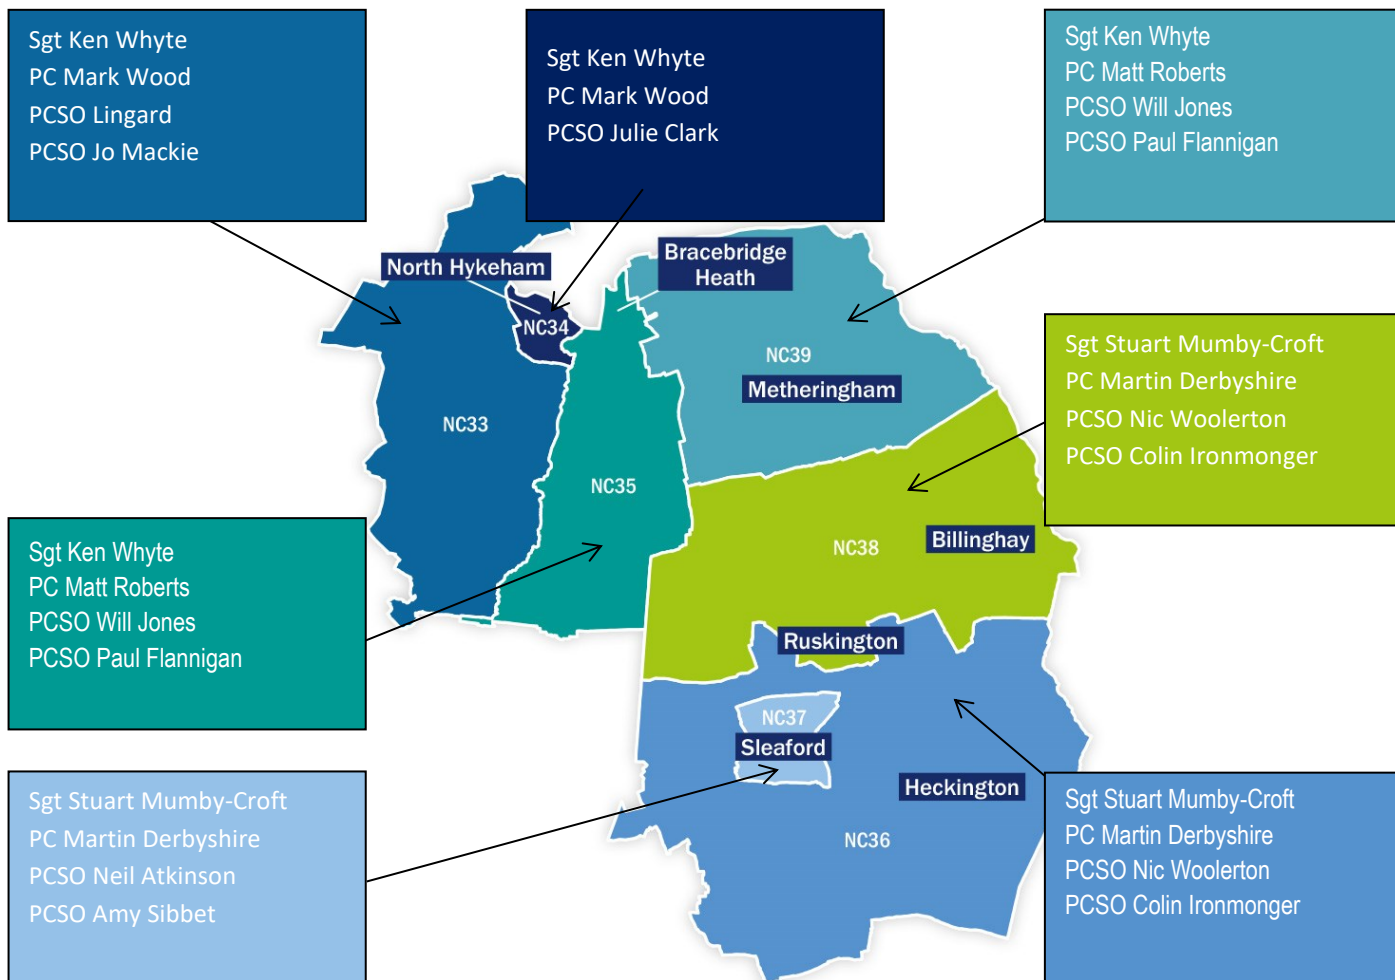 Sgt Ken Whyte
PC Mark Wood
PCSO Lingard
PCSO Jo Mackie
Sgt Ken Whyte
PC Mark Wood
PCSO Julie Clark
Sgt Ken Whyte
PC Matt Roberts
PCSO Will Jones
PCSO Paul Flannigan
North Hykeham
Bracebridge
Heath
NC34
NC39
Metheringham
NC33
NC35
Sgt Stuart Mumby-Croft
PC Martin Derbyshire
PCSO Nic Woolerton
PCSO Colin Ironmonger
NC38
Billinghay
Sgt Ken Whyte
PC Matt Roberts
PCSO Will Jones
PCSO Paul Flannigan
Ruskington
NC37
Sleaford
Heckington
NC36
Sgt Stuart Mumby-Croft
PC Martin Derbyshire
PCSO Neil Atkinson
PCSO Amy Sibbet
Sgt Stuart Mumby-Croft
PC Martin Derbyshire
PCSO Nic Woolerton
PCSO Colin Ironmonger